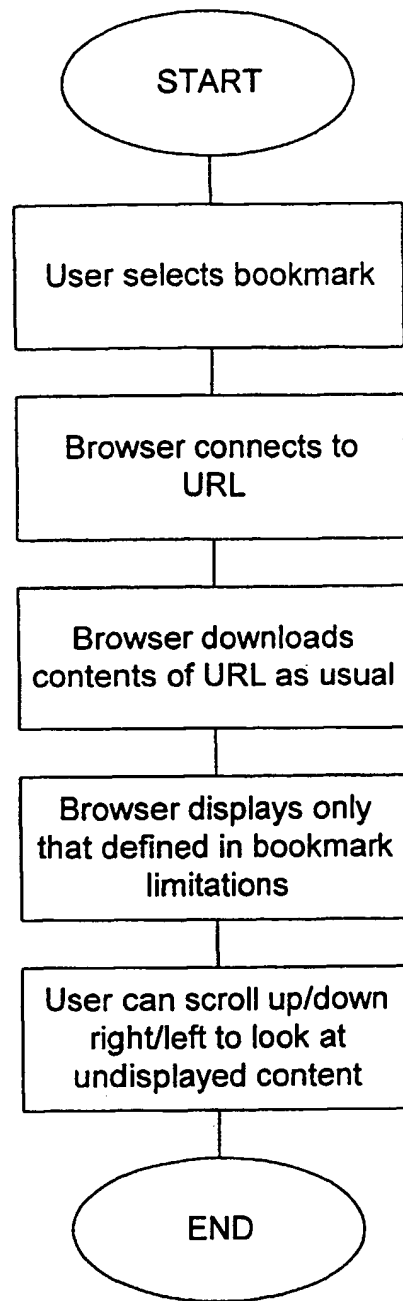 START
User selects bookmark
Browser connects to
URL
Browser downloads
contents of URL as usual
Browser displays only
that defined in bookmark
limitations
User can scroll up/down
right/left to look at
undisplayed content
END